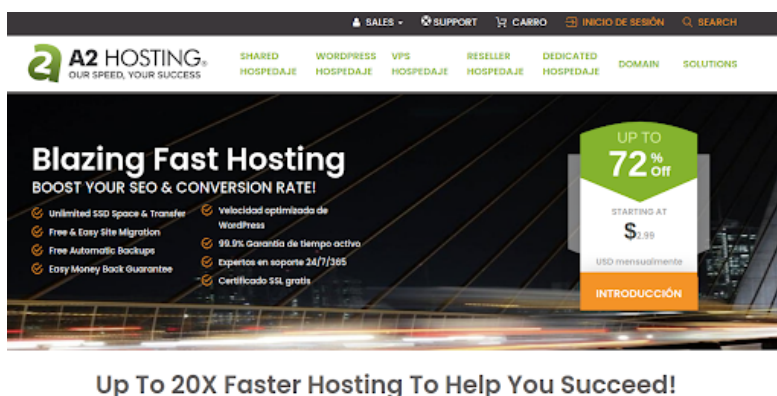 SALES SUPPORT CARRO INICIO DE SESIÓN SEARCH
A2 HOSTING®
OUR SPEED, YOUR SUCCESS
SHARED HOSPEDAJE
WORDPRESS HOSPEDAJE
VPS HOSPEDAJE
RESELLER HOSPEDAJE
DEDICATED HOSPEDAJE
DOMAIN
SOLUTIONS
Blazing Fast Hosting
BOOST YOUR SEO & CONVERSION RATE!
Unlimited SSD Space & Transfer
Free & Easy Site Migration
Free Automatic Backups
Easy Money Back Guarantee
Velocidad optimizada de
WordPress
99.9% Garantía de tiempo activo
Expertos en soporte 24/7/365
Certificado SSL gratis
UP TO
72% Off
STARTING AT
$2.99
USD mensualmente
INTRODUCCIÓN
Up To 20X Faster Hosting To Help You Succeed!